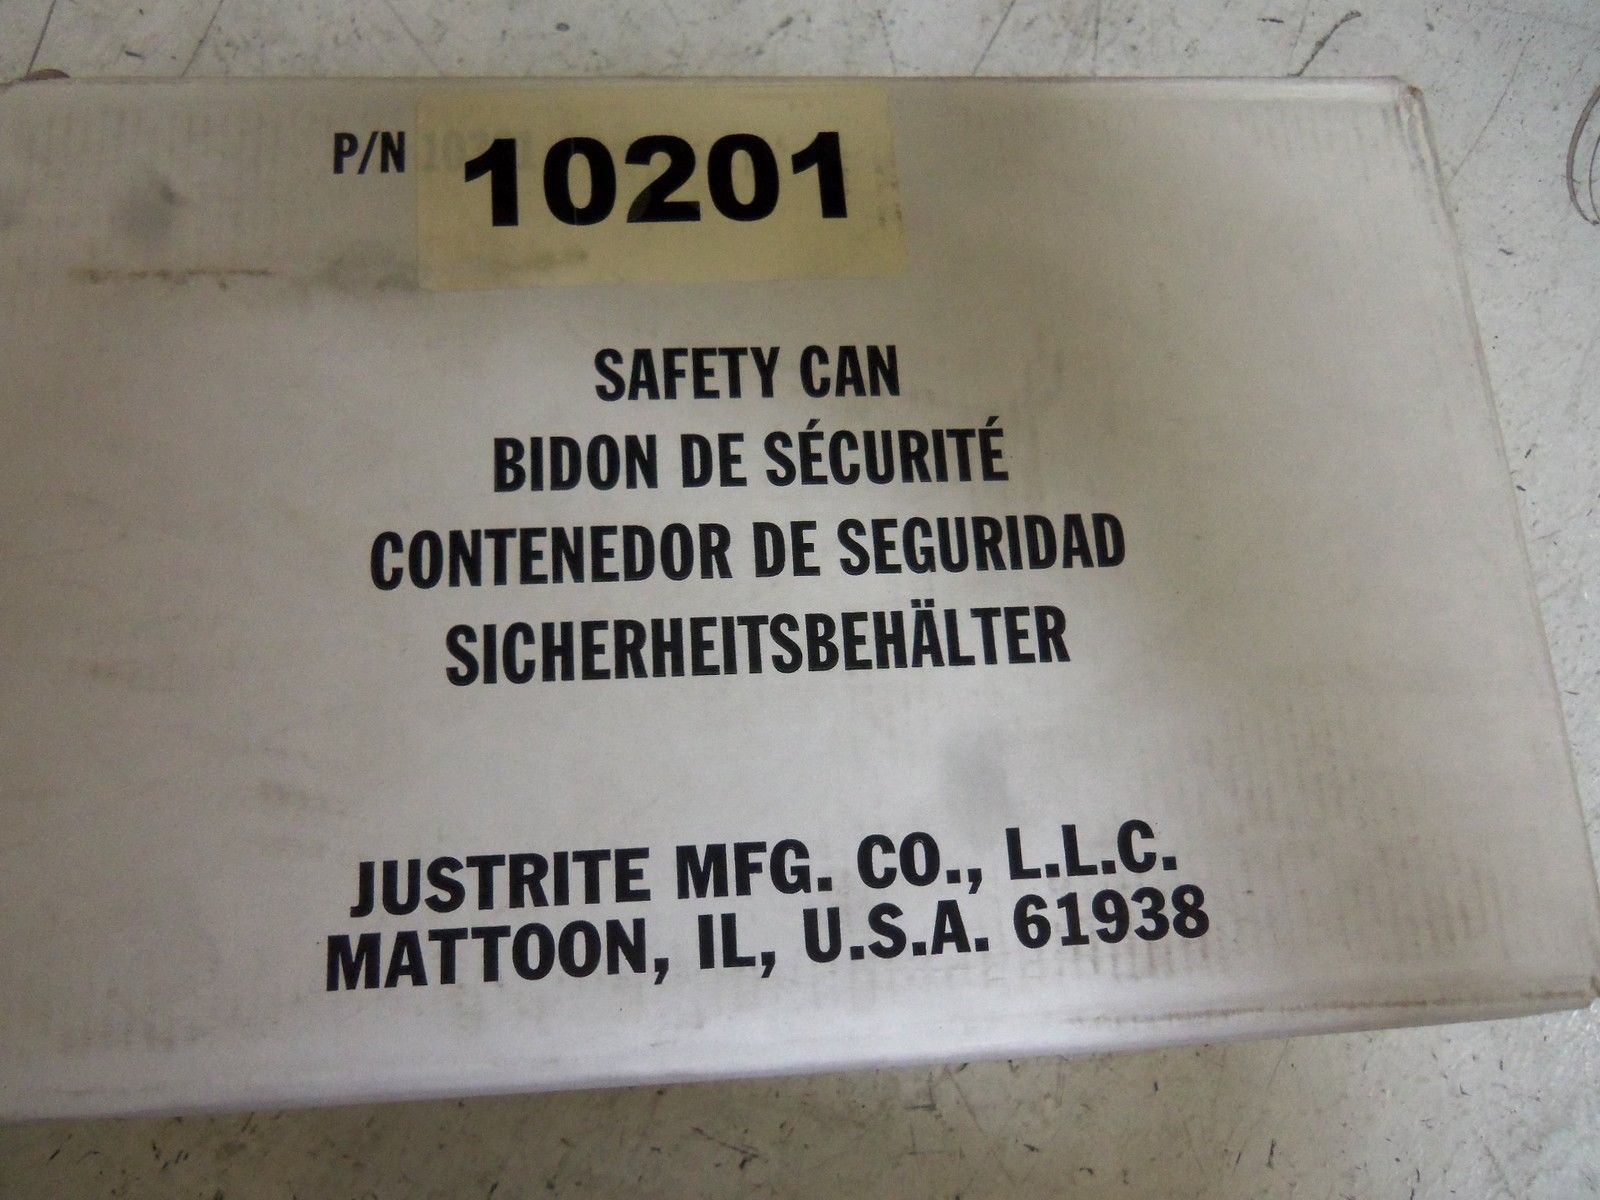 P/N 10201
SAFETY CAN
BIDON DE SÉCURITÉ
CONTENEDOR DE SEGURIDAD
SICHERHEITSBEHÄLTER
JUSTRITE MFG. CO., L.L.C.
MATTOON, IL, U.S.A. 61938